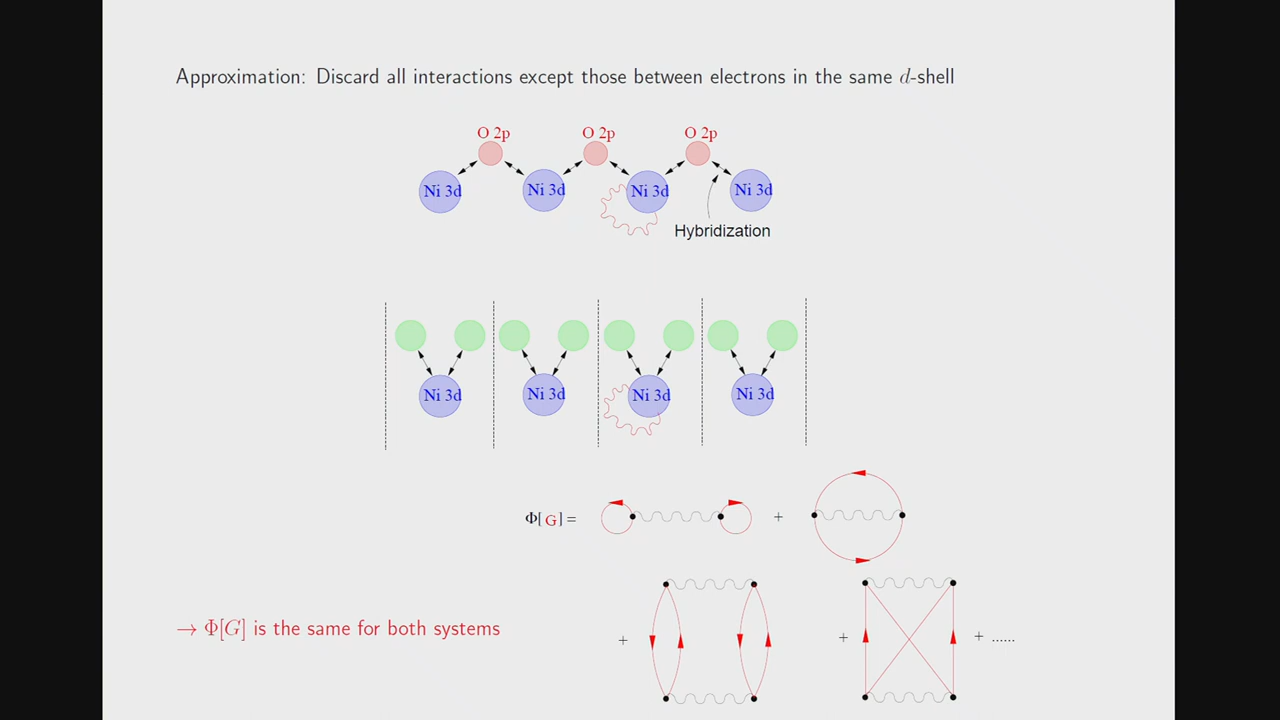 Approximation: Discard all interactions except those between electrons in the same d-shell
O 2p O 2p O 2p
Ni 3d Ni 3d Ni 3d Ni 3d
Hybridization
Ni 3d Ni 3d Ni 3d Ni 3d
Φ[ G ] = +
→ Φ[G] is the same for both systems
+ + + ......